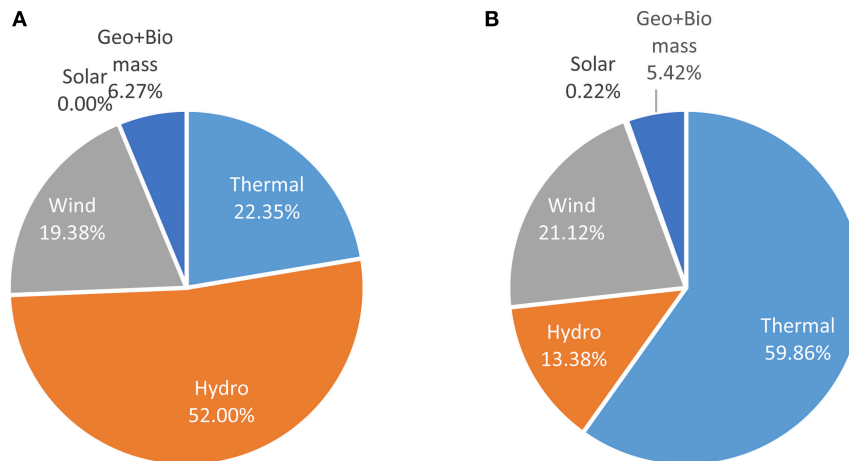 A
Geo+Bio
mass
6.27%
Solar
0.00%
Thermal
22.35%
Wind
19.38%
Hydro
52.00%
B
Geo+Bio
mass
5.42%
Solar
0.22%
Wind
21.12%
Hydro
13.38%
Thermal
59.86%